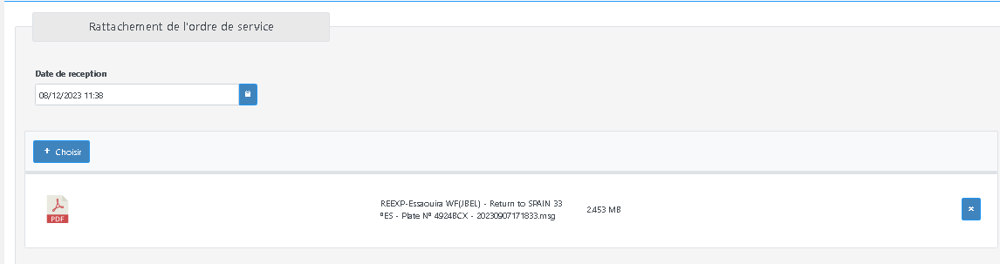 Rattachement de l'ordre de service
Date de reception
08/12/2023 11:38
+ Choisir
PDF
REEXP-Essaouira WF(JBEL) - Return to SPAIN 33
ºES - Plate Nº 4924BCX - 20230907171833.msg
2.453 MB